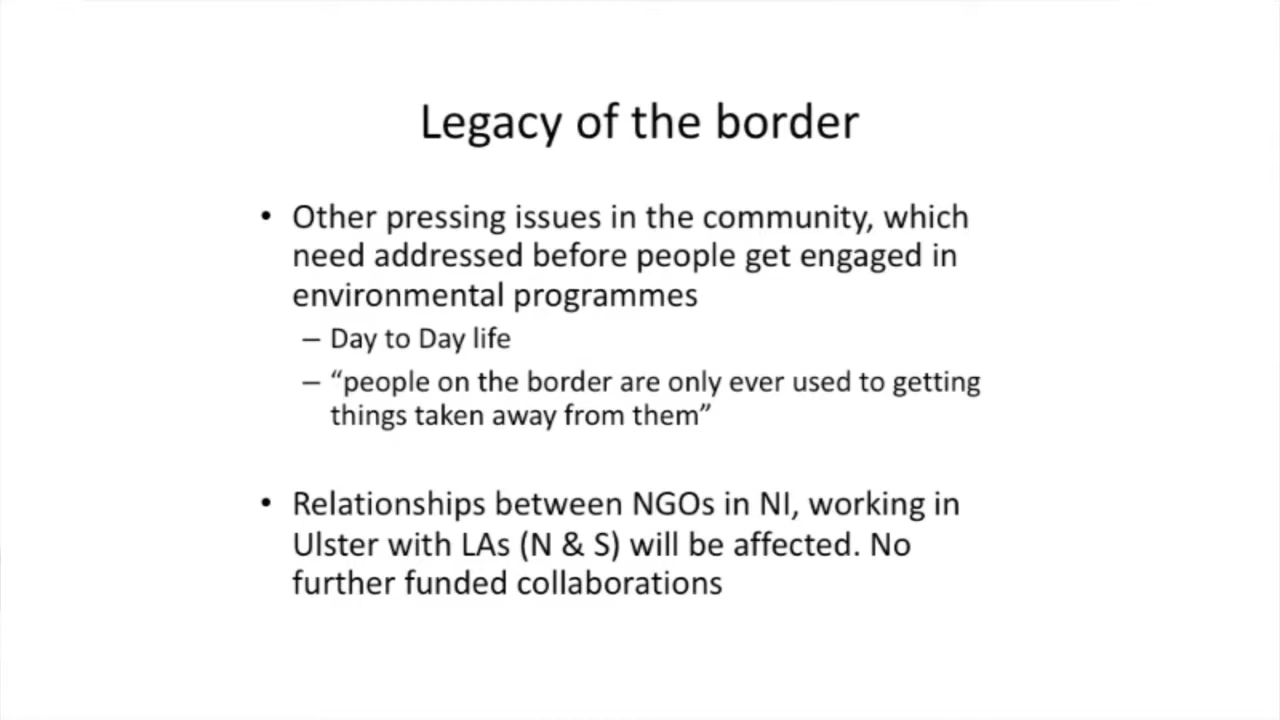 Legacy of the border
• Other pressing issues in the community, which
need addressed before people get engaged in
environmental programmes
– Day to Day life
– “people on the border are only ever used to getting
things taken away from them”
• Relationships between NGOs in NI, working in
Ulster with LAs (N & S) will be affected. No
further funded collaborations